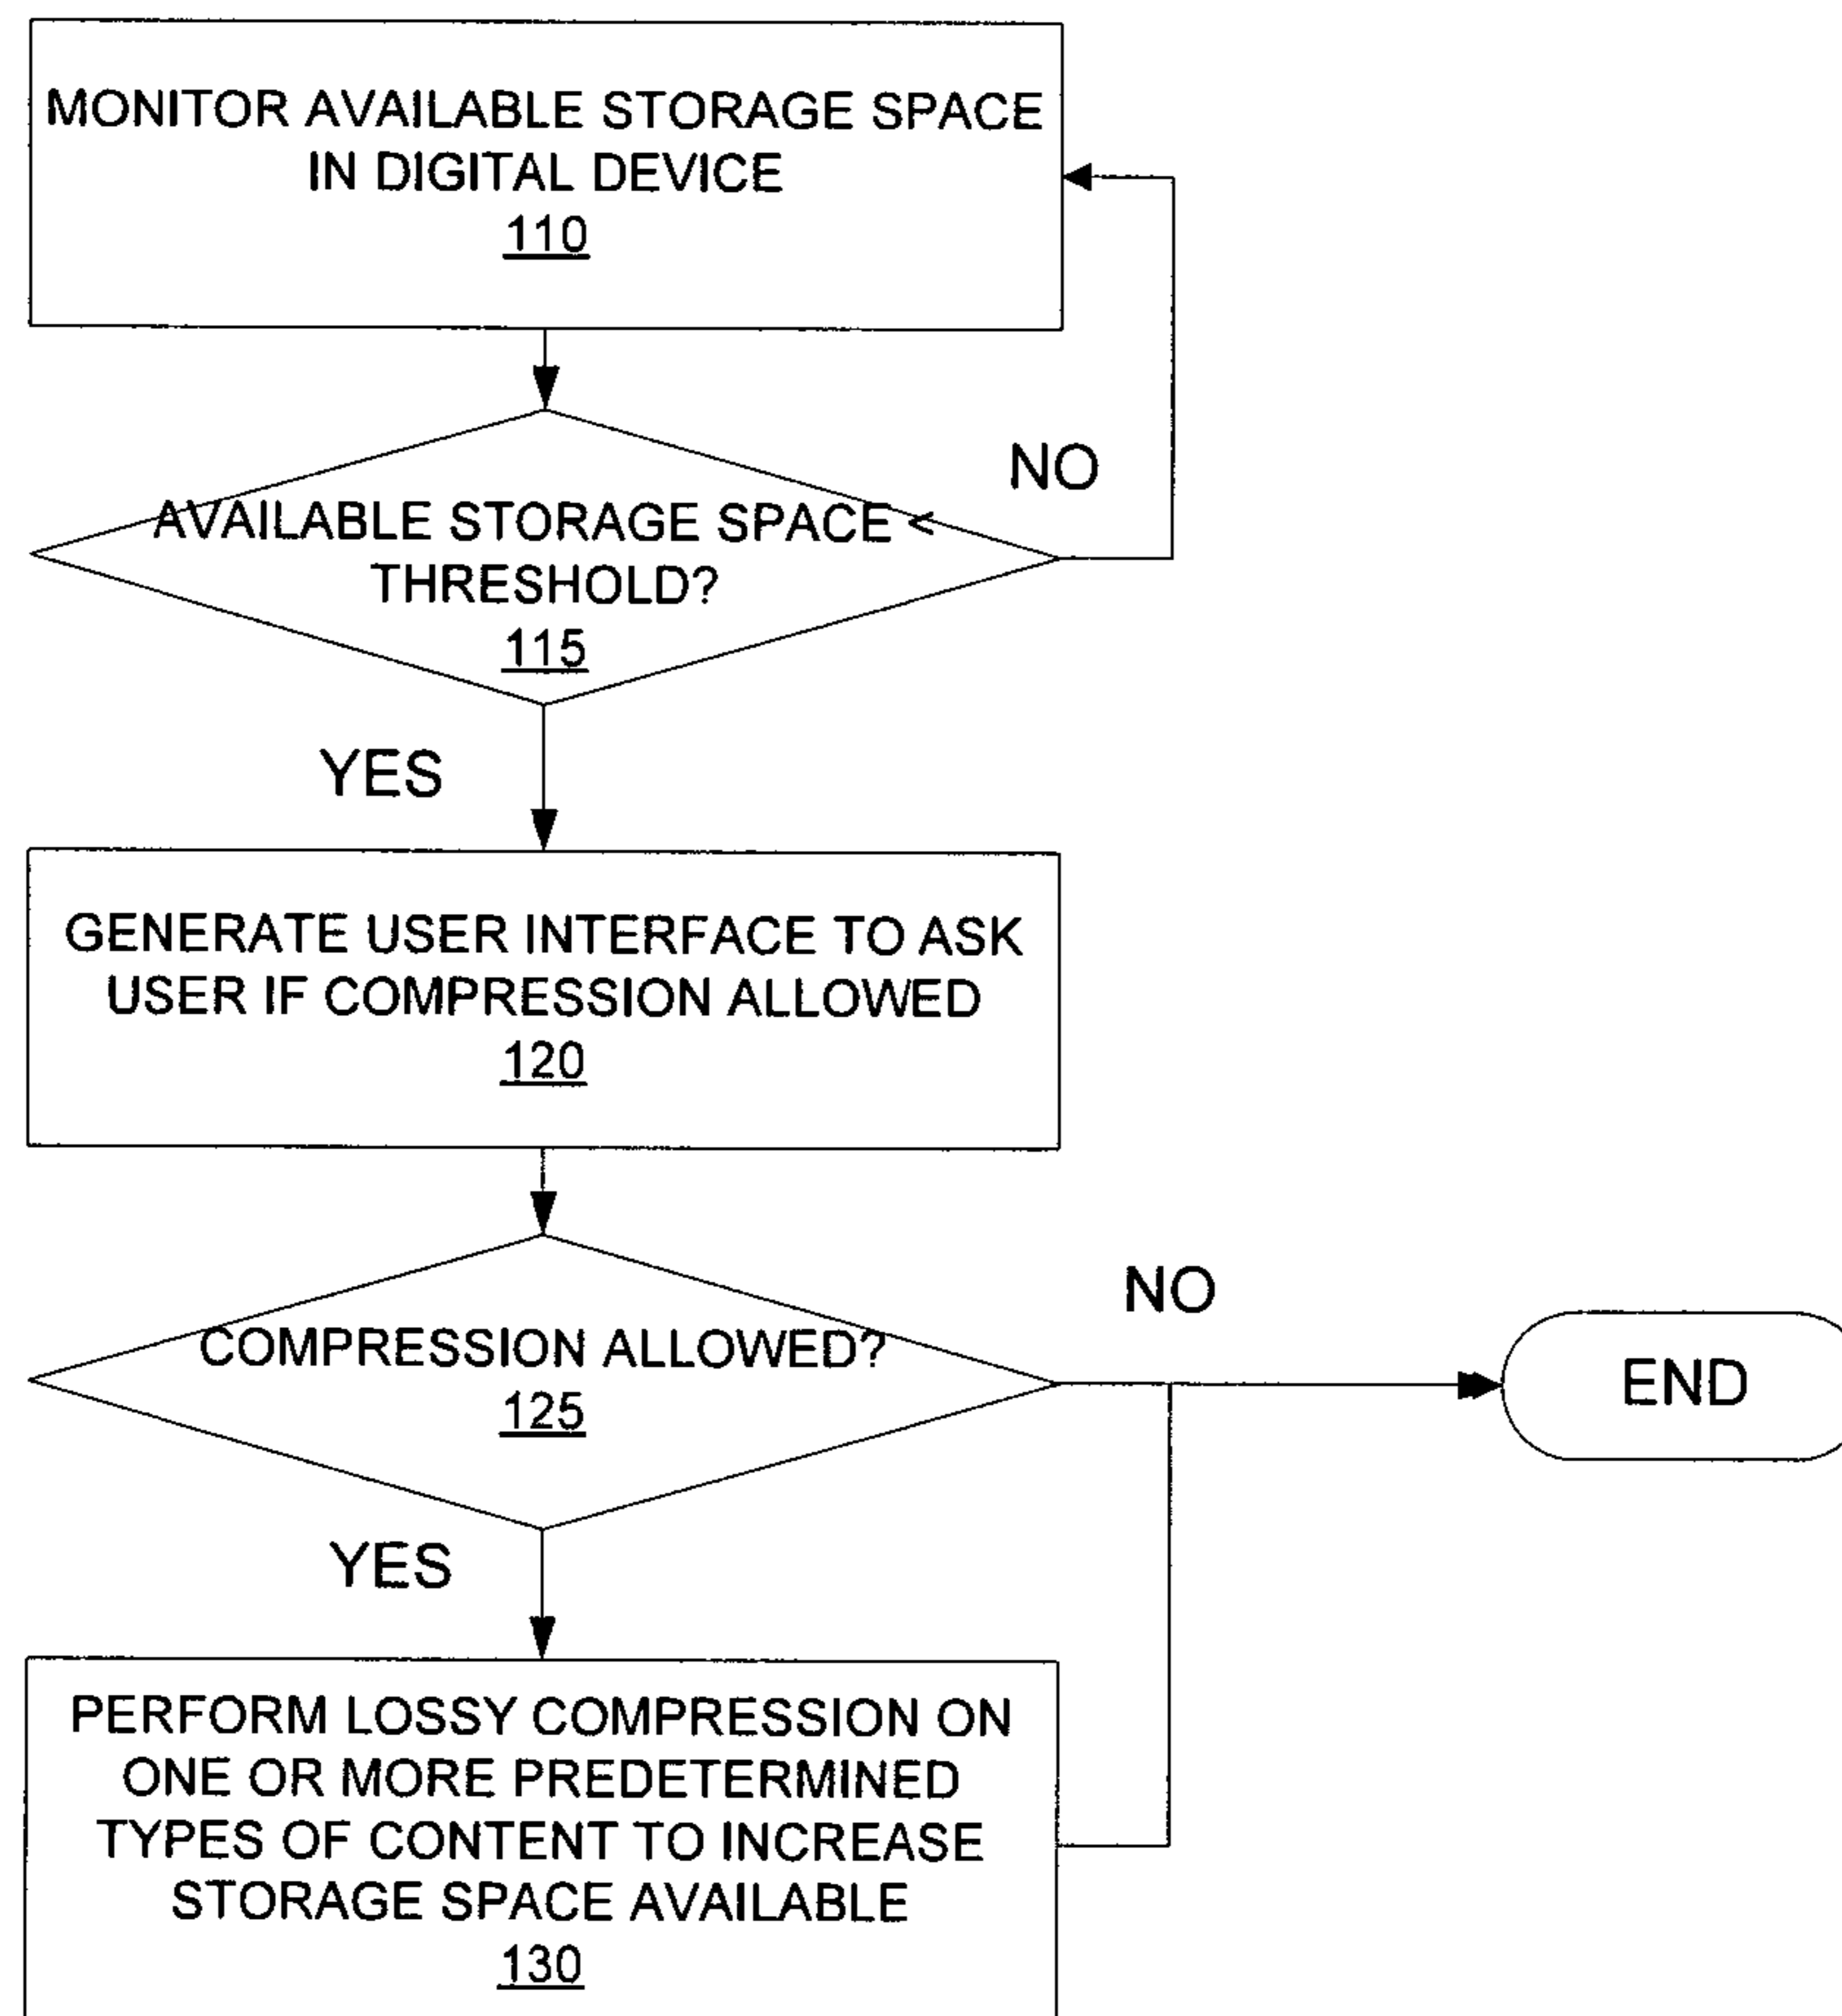 MONITOR AVAILABLE STORAGE SPACE
IN DIGITAL DEVICE
110
NO
AVAILABLE STORAGE SPACE <
THRESHOLD?
115
YES
GENERATE USER INTERFACE TO ASK
USER IF COMPRESSION ALLOWED
120
NO
COMPRESSION ALLOWED?
125
END
YES
PERFORM LOSSY COMPRESSION ON
ONE OR MORE PREDETERMINED
TYPES OF CONTENT TO INCREASE
STORAGE SPACE AVAILABLE
130